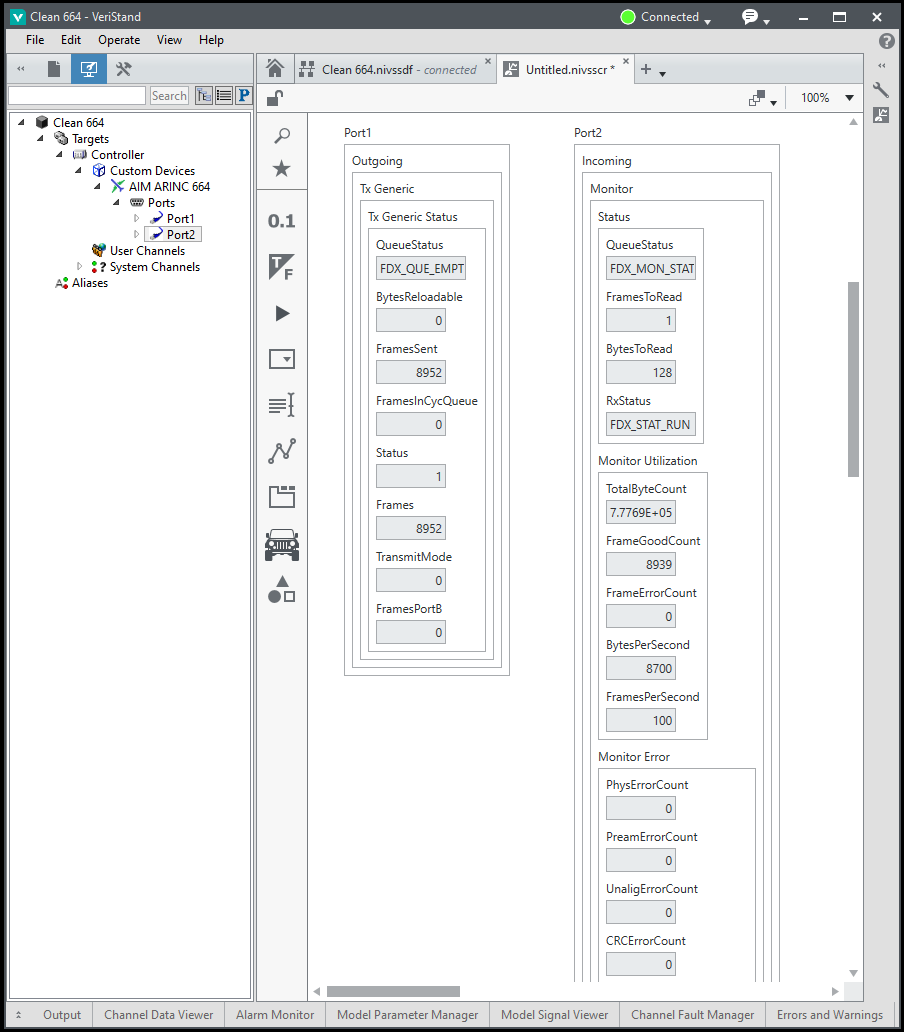 Clean 664 - VeriStand
Connected
File Edit Operate View Help
Clean 664.nivssdf - connected
Untitled.nivsscr *
Search
P
100%
Clean 664
Targets
Controller
Custom Devices
AIM ARINC 664
Ports
Port1
Port2
User Channels
System Channels
Aliases
0.1
T
F
Port1
Outgoing
Tx Generic
Tx Generic Status
QueueStatus
FDX_QUE_EMPT
BytesReloadable
0
FramesSent
8952
FramesInCycQueue
0
Status
1
Frames
8952
TransmitMode
0
FramesPortB
0
Port2
Incoming
Monitor
Status
QueueStatus
FDX_MON_STAT
FramesToRead
1
BytesToRead
128
RxStatus
FDX_STAT_RUN
Monitor Utilization
TotalByteCount
7.7769E+05
FrameGoodCount
8939
FrameErrorCount
0
BytesPerSecond
8700
FramesPerSecond
100
Monitor Error
PhysErrorCount
0
PreamErrorCount
0
UnaligErrorCount
0
CRCErrorCount
0
Output Channel Data Viewer Alarm Monitor Model Parameter Manager Model Signal Viewer Channel Fault Manager Errors and Warnings